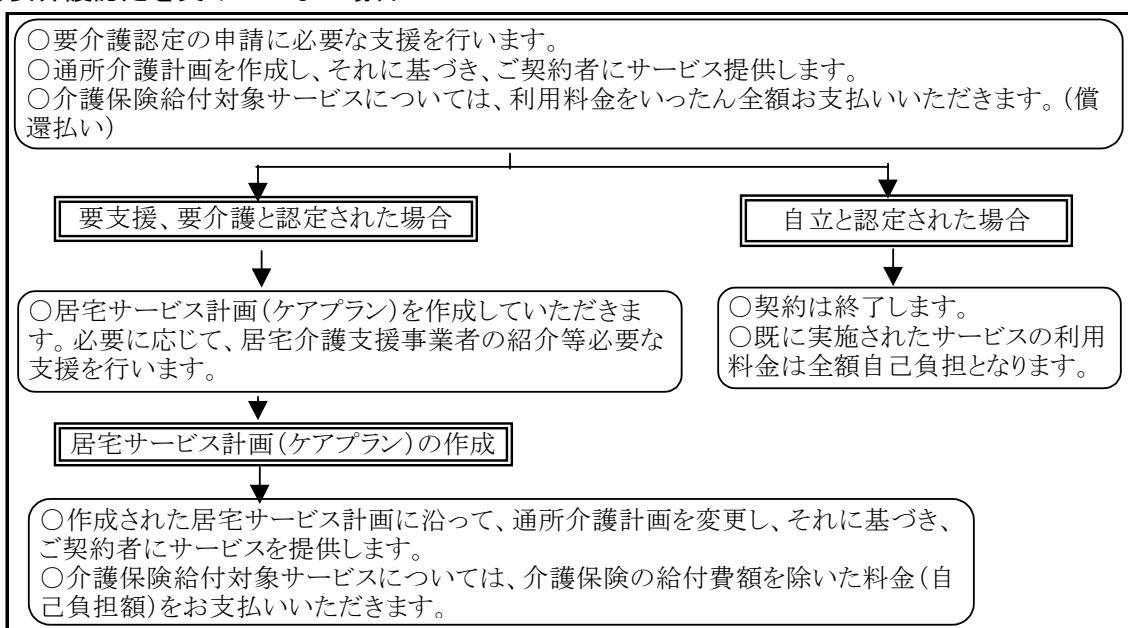 ○要介護認定の申請に必要な支援を行います。
○通所介護計画を作成し、それに基づき、ご契約者にサービス提供します。
○介護保険給付対象サービスについては、利用料金をいったん全額お支払いいただきます。(償
還払い)
要支援、要介護と認定された場合
自立と認定された場合
○居宅サービス計画(ケアプラン)を作成していただきま
す。必要に応じて、居宅介護支援事業者の紹介等必要な
支援を行います。
○契約は終了します。
○既に実施されたサービスの利用
料金は全額自己負担となります。
居宅サービス計画(ケアプラン)の作成
○作成された居宅サービス計画に沿って、通所介護計画を変更し、それに基づき、
ご契約者にサービスを提供します。
○介護保険給付対象サービスについては、介護保険の給付費額を除いた料金(自
己負担額)をお支払いいただきます。